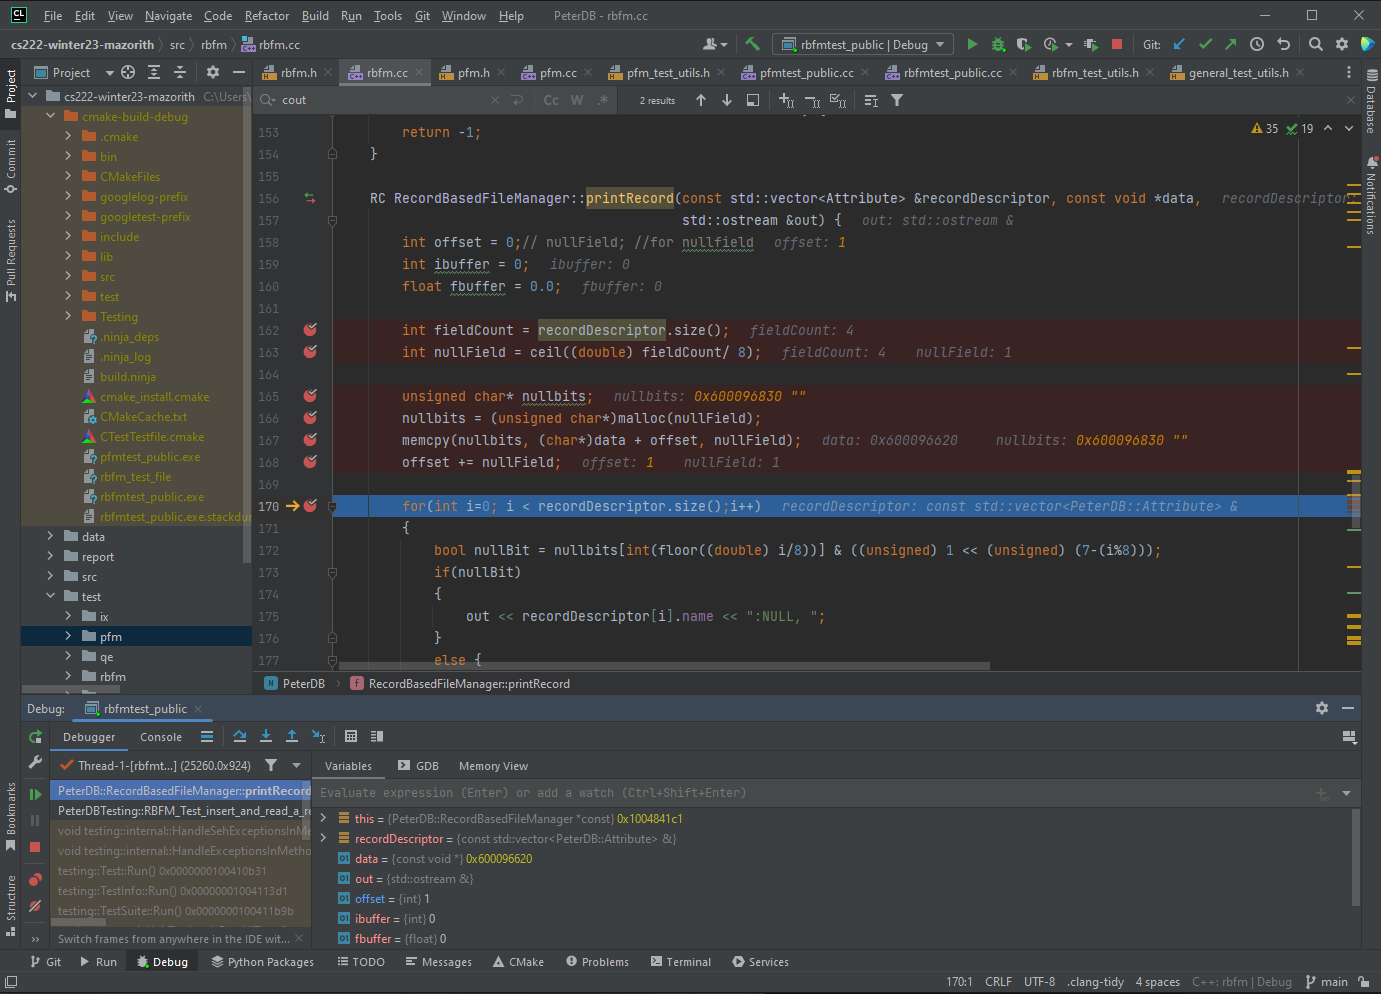 CL File Edit View Navigate Code Refactor Build Run Tools Git Window Help PeterDB - rbfm.cc
cs222-winter23-mazorith src rbfm rbfm.cc rbfmtest_public | Debug Git:
Project rbfm.h rbfm.cc pfm.h pfm.cc pfm_test_utils.h pfmtest_public.cc rbfmtest_public.cc rbfm_test_utils.h general_test_utils.h
cout Cc W .* 2 results
35 19
Project
Commit
Pull Requests
Bookmarks
Structure
Database
Notifications
cs222-winter23-mazorith C:\Users\
cmake-build-debug
.cmake
bin
CMakeFiles
googlelog-prefix
googletest-prefix
include
lib
src
test
Testing
.ninja_deps
.ninja_log
build.ninja
cmake_install.cmake
CMakeCache.txt
CTestTestfile.cmake
pfmtest_public.exe
rbfm_test_file
rbfmtest_public.exe
rbfmtest_public.exe.stackdu
data
report
src
test
ix
pfm
qe
rbfm
153 return -1;
154 }
155
156 RC RecordBasedFileManager::printRecord(const std::vector<Attribute> &recordDescriptor, const void *data, recordDescriptor:
157 std::ostream &out) { out: std::ostream &
158 int offset = 0;// nullField; //for nullfield offset: 1
159 int ibuffer = 0; ibuffer: 0
160 float fbuffer = 0.0; fbuffer: 0
161
162 int fieldCount = recordDescriptor.size(); fieldCount: 4
163 int nullField = ceil((double) fieldCount/ 8); fieldCount: 4 nullField: 1
164
165 unsigned char* nullbits; nullbits: 0x600096830 ""
166 nullbits = (unsigned char*)malloc(nullField);
167 memcpy(nullbits, (char*)data + offset, nullField); data: 0x600096620 nullbits: 0x600096830 ""
168 offset += nullField; offset: 1 nullField: 1
169
170 for(int i=0; i < recordDescriptor.size();i++) recordDescriptor: const std::vector<PeterDB::Attribute> &
171 {
172 bool nullBit = nullbits[int(floor((double) i/8))] & ((unsigned) 1 << (unsigned) (7-(i%8)));
173 if(nullBit)
174 {
175 out << recordDescriptor[i].name << ":NULL, ";
176 }
177 else {
PeterDB RecordBasedFileManager::printRecord
Debug: rbfmtest_public
Debugger Console
Thread-1-[rbfmt...] (25260.0x924)
PeterDB::RecordBasedFileManager::printRecord
PeterDBTesting::RBFM_Test_insert_and_read_a_re
void testing::internal::HandleSehExceptionsInMe
void testing::internal::HandleExceptionsInMetho
testing::Test::Run() 0x0000000100410b31
testing::TestInfo::Run() 0x00000001004113d1
testing::TestSuite::Run() 0x0000000100411b9b
Switch frames from anywhere in the IDE wit...
Variables GDB Memory View
Evaluate expression (Enter) or add a watch (Ctrl+Shift+Enter)
this = {PeterDB::RecordBasedFileManager *const} 0x1004841c1
recordDescriptor = {const std::vector<PeterDB::Attribute> &}
data = {const void *} 0x600096620
out = {std::ostream &}
offset = {int} 1
ibuffer = {int} 0
fbuffer = {float} 0
Git Run Debug Python Packages TODO Messages CMake Problems Terminal Services
170:1 CRLF UTF-8 .clang-tidy 4 spaces C++: rbfm | Debug main